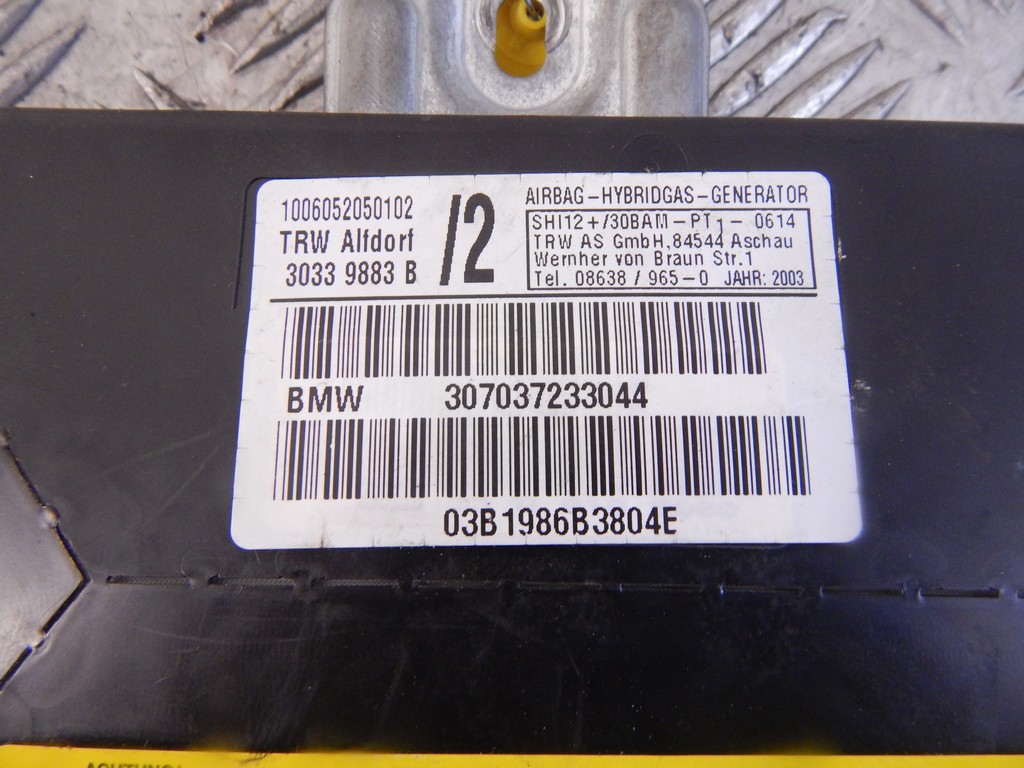 1006052050102
TRW Alfdorf
3033 9883 B
/2
AIRBAG-HYBRIDGAS-GENERATOR
SHI12+/30BAM-PT1- 0614
TRW AS GmbH,84544 Aschau
Wernher von Braun Str.1
Tel. 08638 / 965-0 JAHR: 2003
BMW 307037233044
03B1986B3804E
ACHTUNG!